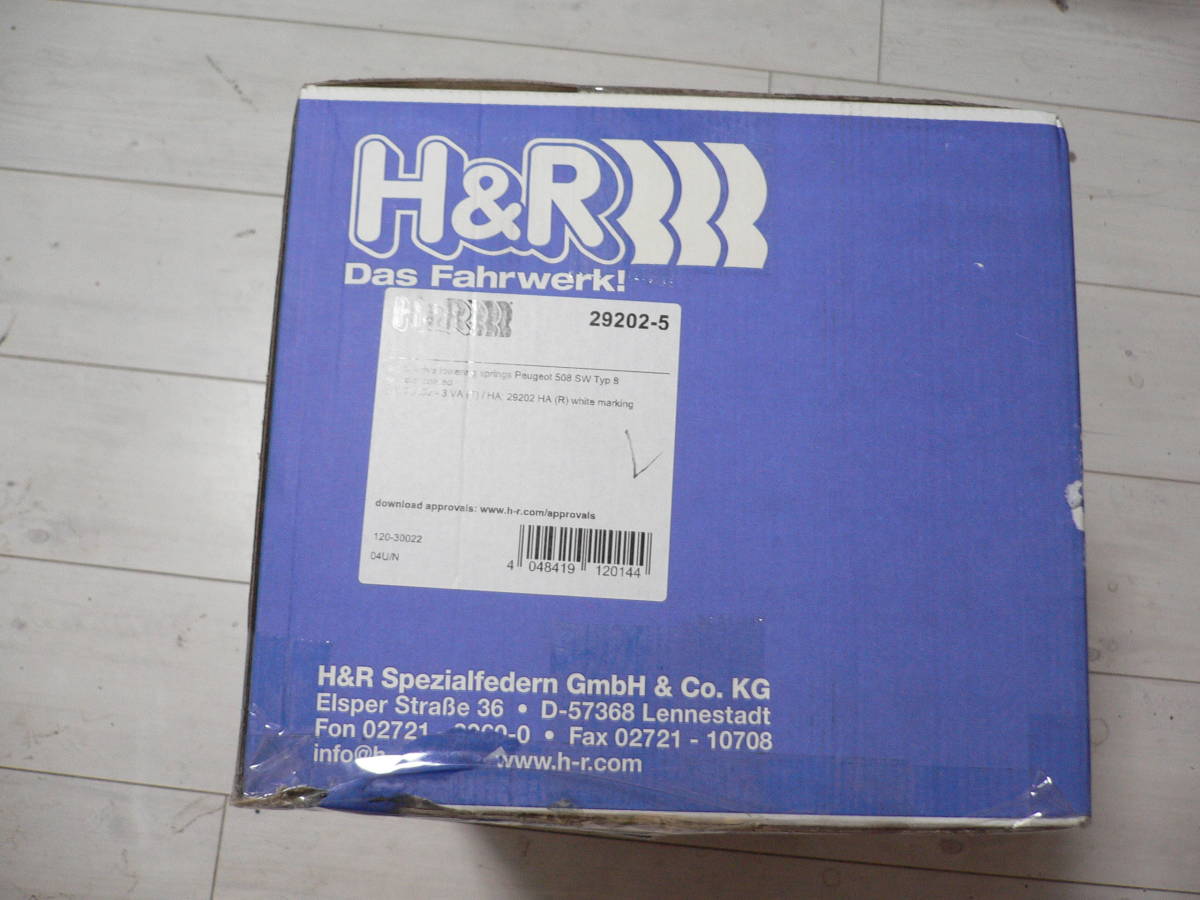 H&R
Das Fahrwerk!
H&R
29202-5
lowering springs Peugeot 508 SW Typ 8
3 VA (F) / HA: 29202 HA (R) white marking
download approvals: www.h-r.com/approvals
120-30022
04U/N
4 048419 120144
H&R Spezialfedern GmbH & Co. KG
Elsper Straße 36 • D-57368 Lennestadt
Fon 02721 - • Fax 02721 - 10708
www.h-r.com